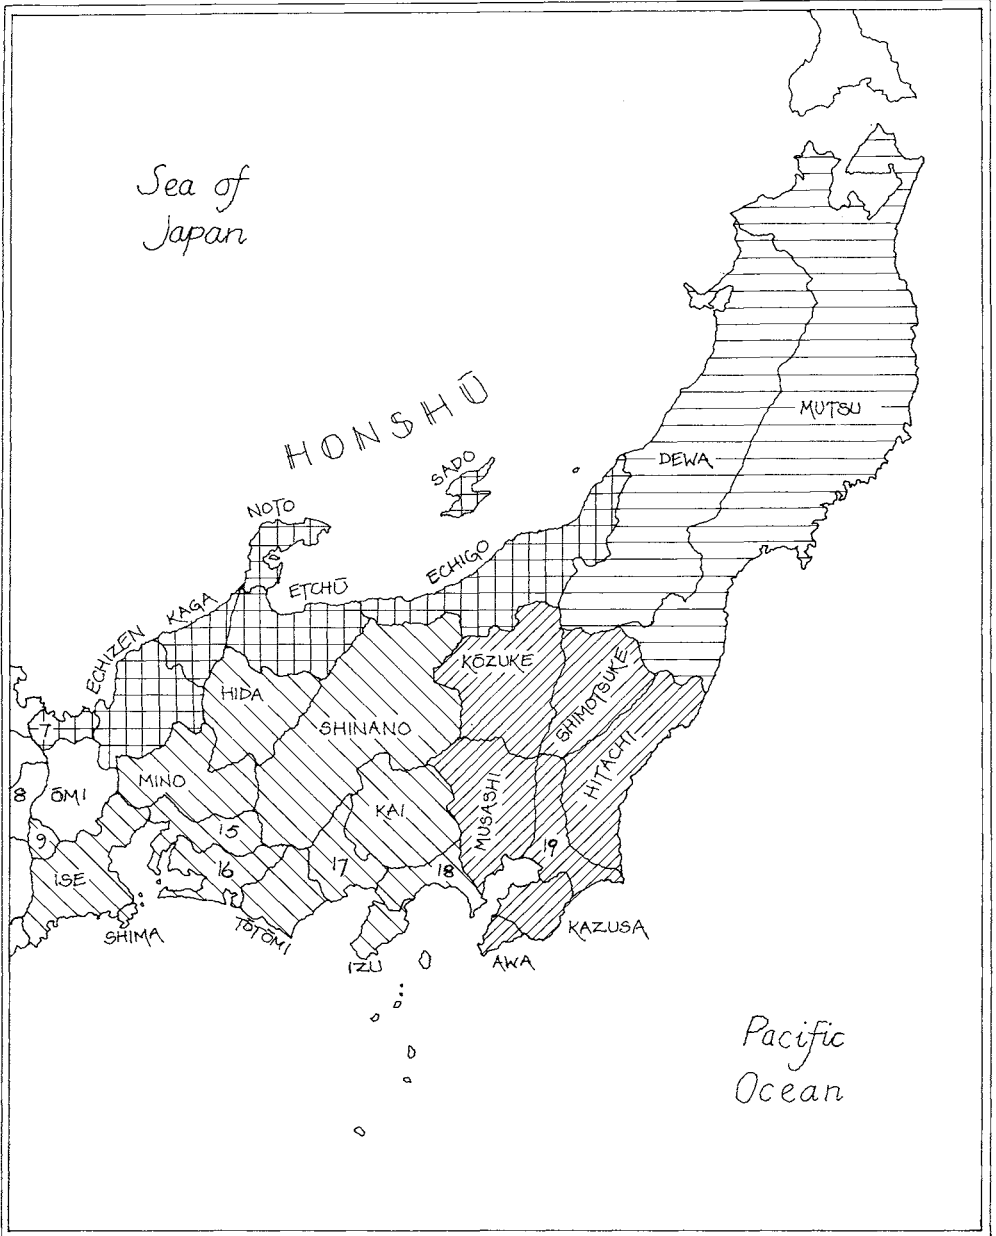 Sea of
Japan
HONSHŪ
MUTSU
DEWA
SADO
NOTO
ECHIGO
ETCHŪ
KAGA
ECHIZEN
KŌZUKE
SHIMOTSUKE
HIDA
SHINANO
7
HITACHI
MINO
8
ŌMI
KAI
MUSASHI
15
9
19
16
17
18
ISE
SHIMA
TŌTŌMI
KAZUSA
IZU
AWA
Pacific
Ocean